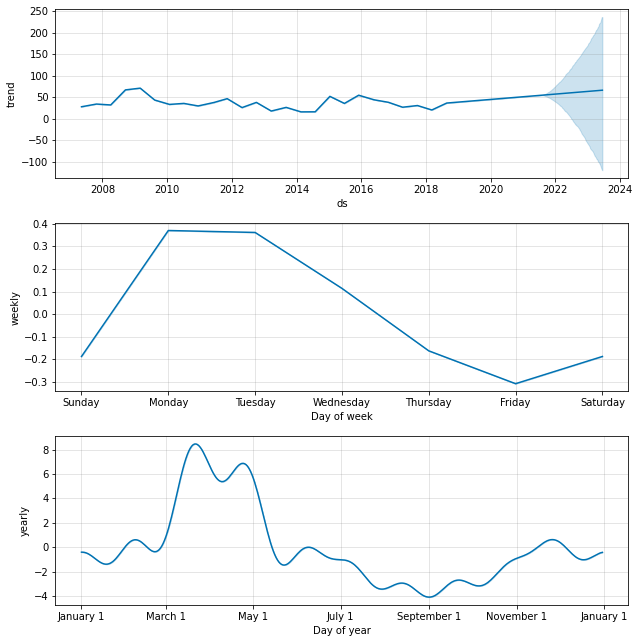 250
200
150
100
50
0
−50
−100
trend
2008 2010 2012 2014 2016 2018 2020 2022 2024
ds
0.4
0.3
0.2
0.1
0.0
−0.1
−0.2
−0.3
weekly
Sunday Monday Tuesday Wednesday Thursday Friday Saturday
Day of week
8
6
4
2
0
−2
−4
yearly
January 1 March 1 May 1 July 1 September 1 November 1 January 1
Day of year